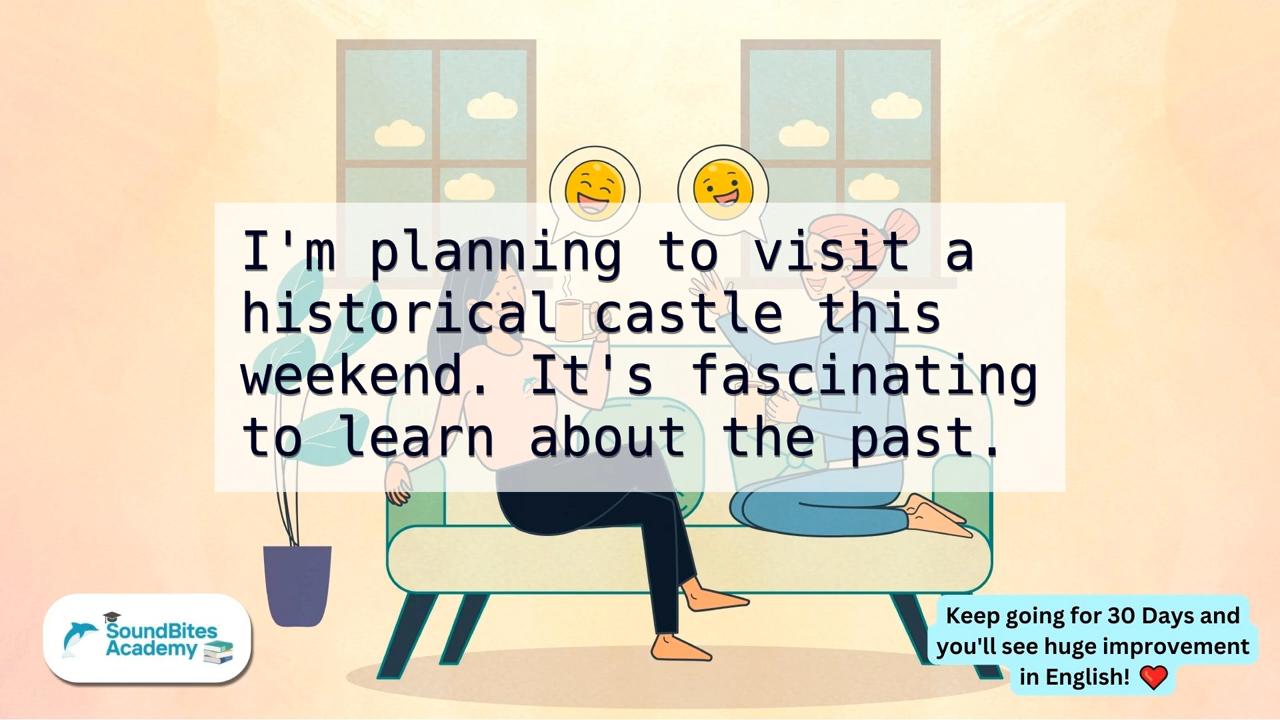 I'm planning to visit a
historical castle this
weekend. It's fascinating
to learn about the past.
SoundBites
Academy
Keep going for 30 Days and
you'll see huge improvement
in English! ❤️